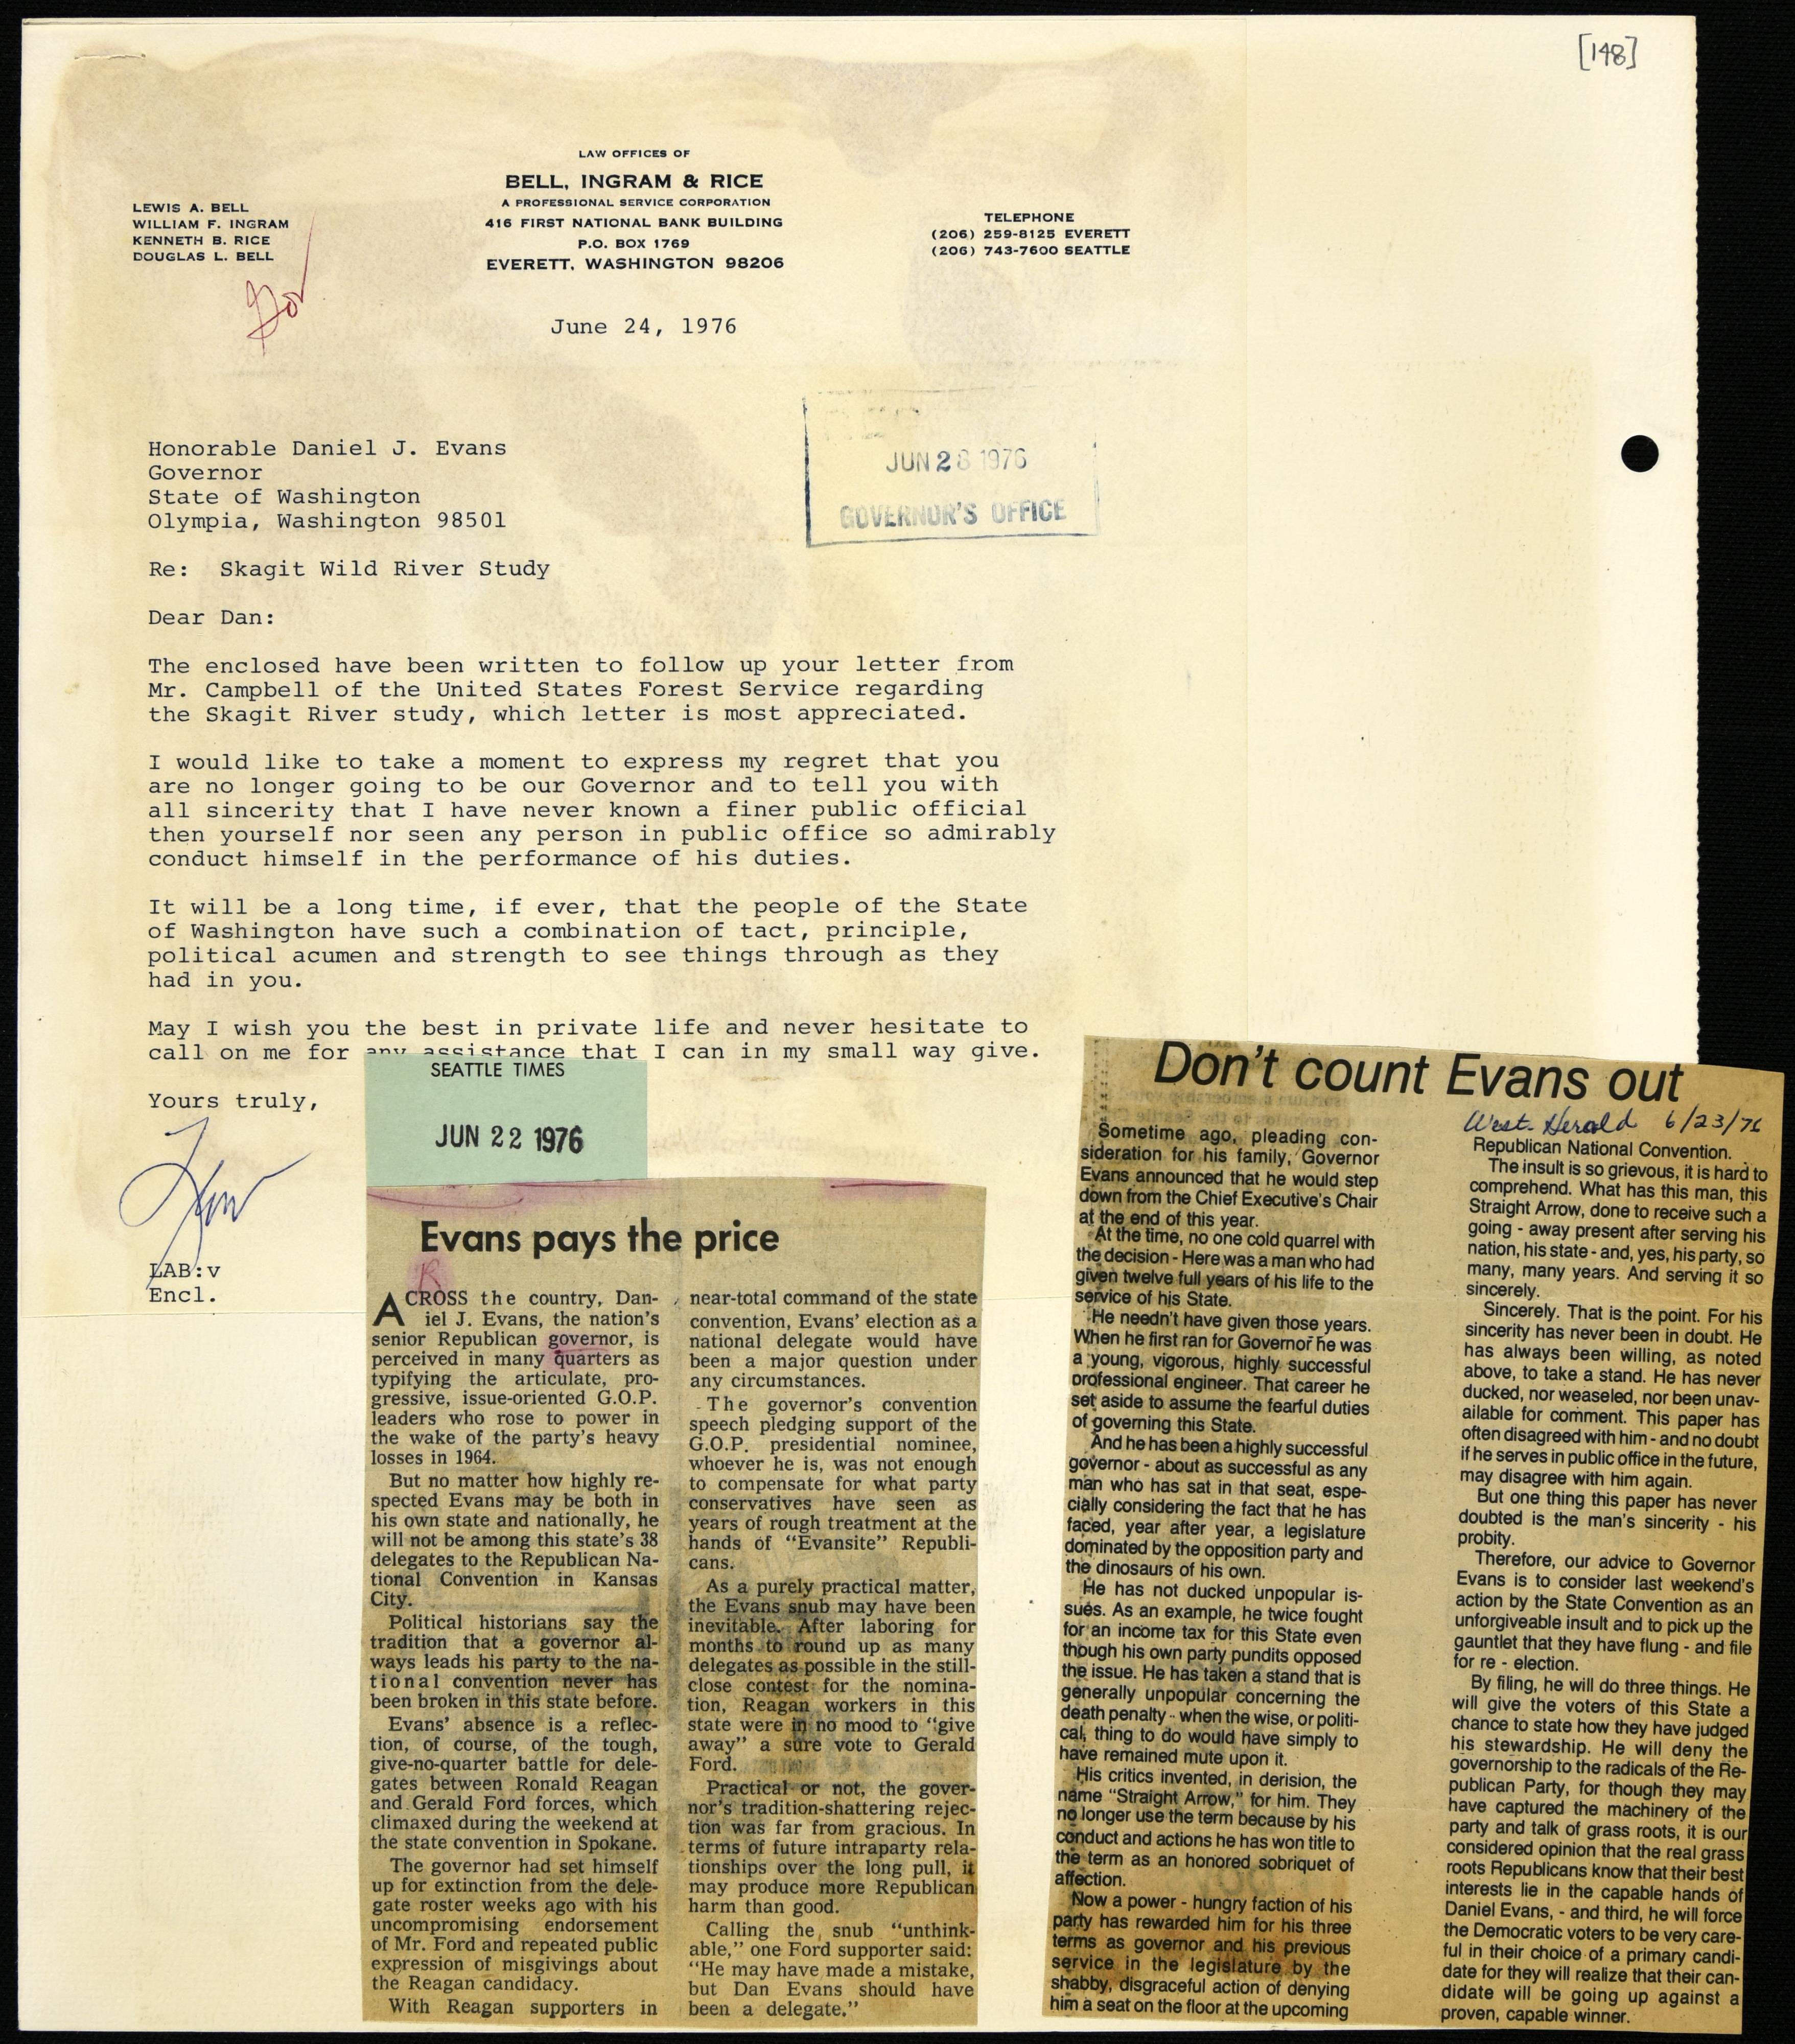 [148]
LAW OFFICES OF
BELL, INGRAM & RICE
A PROFESSIONAL SERVICE CORPORATION
416 FIRST NATIONAL BANK BUILDING
P.O. BOX 1769
EVERETT, WASHINGTON 98206
LEWIS A. BELL
WILLIAM F. INGRAM
KENNETH B. RICE
DOUGLAS L. BELL
TELEPHONE
(206) 259-8125 EVERETT
(206) 743-7600 SEATTLE
Gov
June 24, 1976
JUN 28 1976
GOVERNOR'S OFFICE
Honorable Daniel J. Evans
Governor
State of Washington
Olympia, Washington 98501
Re: Skagit Wild River Study
Dear Dan:
The enclosed have been written to follow up your letter from
Mr. Campbell of the United States Forest Service regarding
the Skagit River study, which letter is most appreciated.
I would like to take a moment to express my regret that you
are no longer going to be our Governor and to tell you with
all sincerity that I have never known a finer public official
then yourself nor seen any person in public office so admirably
conduct himself in the performance of his duties.
It will be a long time, if ever, that the people of the State
of Washington have such a combination of tact, principle,
political acumen and strength to see things through as they
had in you.
May I wish you the best in private life and never hesitate to
call on me for any assistance that I can in my small way give.
Yours truly,
LAB:v
Encl.
SEATTLE TIMES
JUN 22 1976
Evans pays the price
R
ACROSS the country, Dan-
iel J. Evans, the nation's
senior Republican governor, is
perceived in many quarters as
typifying the articulate, pro-
gressive, issue-oriented G.O.P.
leaders who rose to power in
the wake of the party's heavy
losses in 1964.
But no matter how highly re-
spected Evans may be both in
his own state and nationally, he
will not be among this state's 38
delegates to the Republican Na-
tional Convention in Kansas
City.
Political historians say the
tradition that a governor al-
ways leads his party to the na-
tional convention never has
been broken in this state before.
Evans' absence is a reflec-
tion, of course, of the tough,
give-no-quarter battle for dele-
gates between Ronald Reagan
and Gerald Ford forces, which
climaxed during the weekend at
the state convention in Spokane.
The governor had set himself
up for extinction from the dele-
gate roster weeks ago with his
uncompromising endorsement
of Mr. Ford and repeated public
expression of misgivings about
the Reagan candidacy.
With Reagan supporters in
near-total command of the state
convention, Evans' election as a
national delegate would have
been a major question under
any circumstances.
The governor's convention
speech pledging support of the
G.O.P. presidential nominee,
whoever he is, was not enough
to compensate for what party
conservatives have seen as
years of rough treatment at the
hands of "Evansite" Republi-
cans.
As a purely practical matter,
the Evans snub may have been
inevitable. After laboring for
months to round up as many
delegates as possible in the still-
close contest for the nomina-
tion, Reagan workers in this
state were in no mood to "give
away" a sure vote to Gerald
Ford.
Practical or not, the gover-
nor's tradition-shattering rejec-
tion was far from gracious. In
terms of future intraparty rela-
tionships over the long pull, it
may produce more Republican
harm than good.
Calling the snub "unthink-
able," one Ford supporter said:
"He may have made a mistake,
but Dan Evans should have
been a delegate."
Don't count Evans out
West. Herald 6/23/76
Sometime ago, pleading con-
sideration for his family, Governor
Evans announced that he would step
down from the Chief Executive's Chair
at the end of this year.
At the time, no one cold quarrel with
the decision - Here was a man who had
given twelve full years of his life to the
service of his State.
He needn't have given those years.
When he first ran for Governor he was
a young, vigorous, highly successful
professional engineer. That career he
set aside to assume the fearful duties
of governing this State.
And he has been a highly successful
governor - about as successful as any
man who has sat in that seat, espe-
cially considering the fact that he has
faced, year after year, a legislature
dominated by the opposition party and
the dinosaurs of his own.
He has not ducked unpopular is-
sues. As an example, he twice fought
for an income tax for this State even
though his own party pundits opposed
the issue. He has taken a stand that is
generally unpopular concerning the
death penalty - when the wise, or politi-
cal, thing to do would have simply to
have remained mute upon it.
His critics invented, in derision, the
name "Straight Arrow," for him. They
no longer use the term because by his
conduct and actions he has won title to
the term as an honored sobriquet of
affection.
Now a power - hungry faction of his
party has rewarded him for his three
terms as governor and his previous
service in the legislature by the
shabby, disgraceful action of denying
him a seat on the floor at the upcoming
Republican National Convention.
The insult is so grievous, it is hard to
comprehend. What has this man, this
Straight Arrow, done to receive such a
going - away present after serving his
nation, his state - and, yes, his party, so
many, many years. And serving it so
sincerely.
Sincerely. That is the point. For his
sincerity has never been in doubt. He
has always been willing, as noted
above, to take a stand. He has never
ducked, nor weaseled, nor been unav-
ailable for comment. This paper has
often disagreed with him - and no doubt
if he serves in public office in the future,
may disagree with him again.
But one thing this paper has never
doubted is the man's sincerity - his
probity.
Therefore, our advice to Governor
Evans is to consider last weekend's
action by the State Convention as an
unforgiveable insult and to pick up the
gauntlet that they have flung - and file
for re - election.
By filing, he will do three things. He
will give the voters of this State a
chance to state how they have judged
his stewardship. He will deny the
governorship to the radicals of the Re-
publican Party, for though they may
have captured the machinery of the
party and talk of grass roots, it is our
considered opinion that the real grass
roots Republicans know that their best
interests lie in the capable hands of
Daniel Evans, - and third, he will force
the Democratic voters to be very care-
ful in their choice of a primary candi-
date for they will realize that their can-
didate will be going up against a
proven, capable winner.